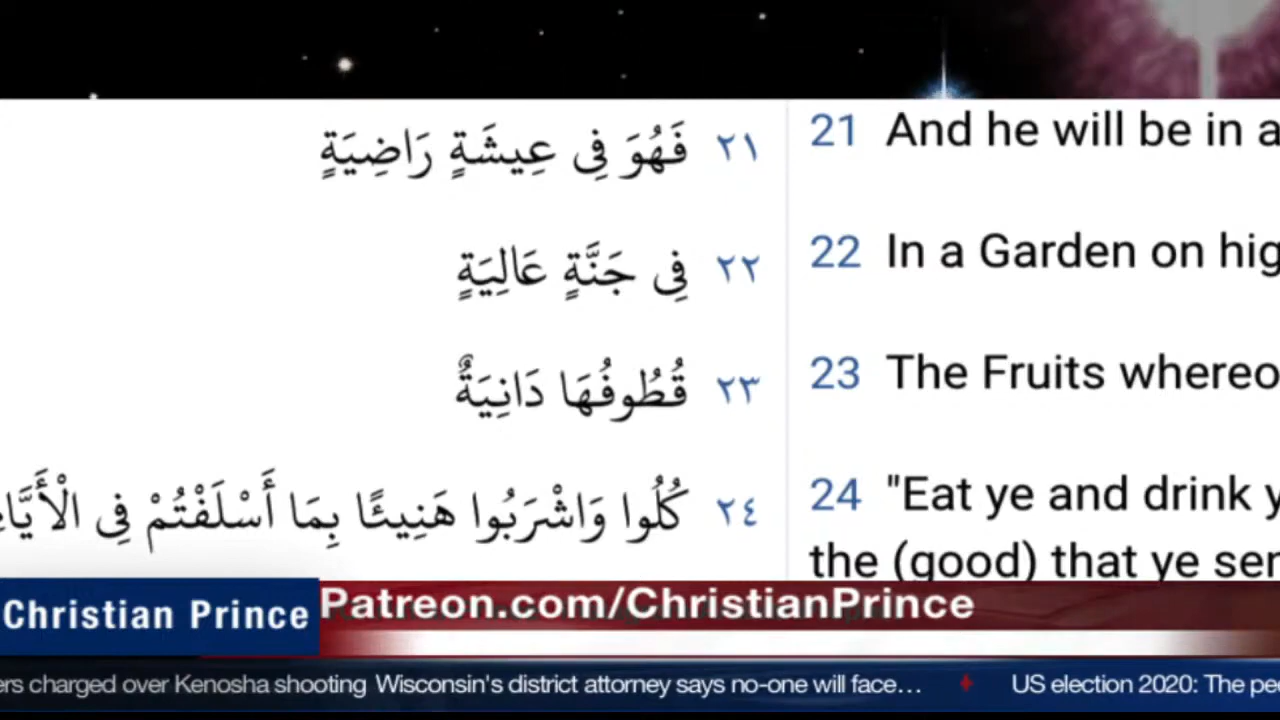 ٢١ فَهُوَ فِى عِيشَةٍ رَاضِيَةٍ
٢٢ فِى جَنَّةٍ عَالِيَةٍ
٢٣ قُطُوفُهَا دَانِيَةٌ
٢٤ كُلُوا وَاشْرَبُوا هَنِيئًا بِمَا أَسْلَفْتُمْ فِى
21 And he will be in a
22 In a Garden on hig
23 The Fruits whereo
24 "Eat ye and drink y
the (good) that ye ser
Christian Prince
Patreon.com/ChristianPrince
ers charged over Kenosha shooting Wisconsin's district attorney says no-one will face… US election 2020: The pe